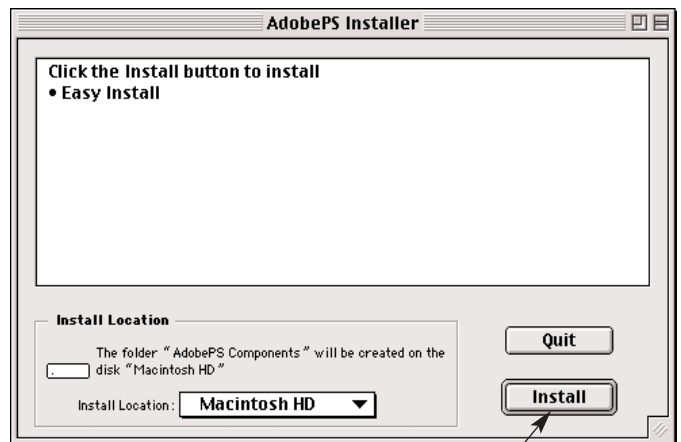 AdobePS Installer
Click the Install button to install
• Easy Install
Install Location
The folder “AdobePS Components” will be created on the
disk “Macintosh HD”
Install Location: Macintosh HD
Quit
Install